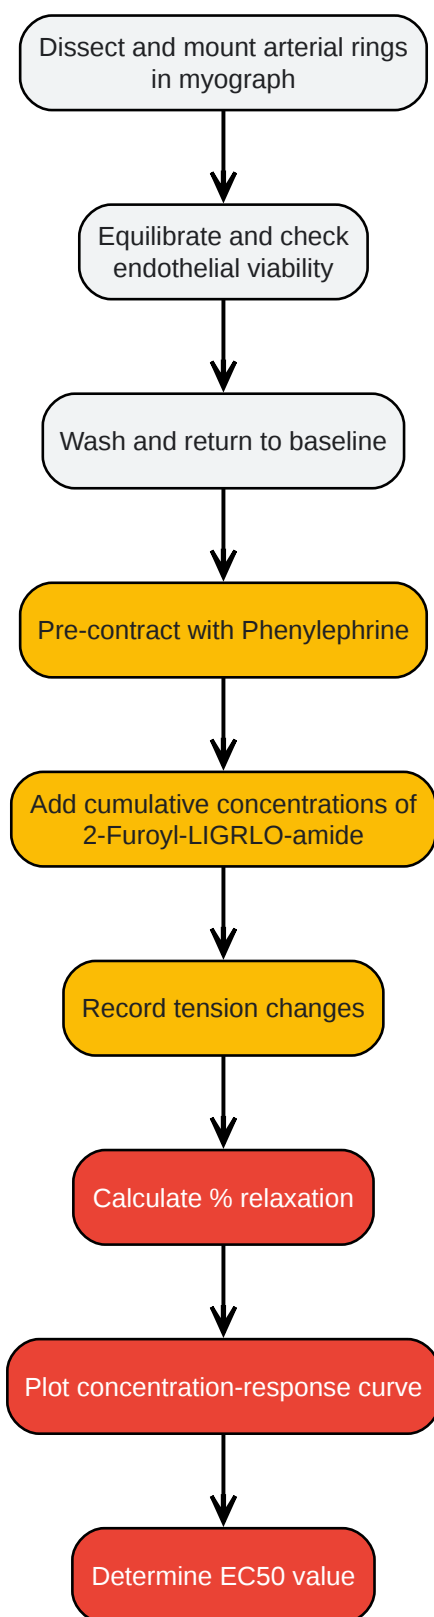 Dissect and mount arterial rings
in myograph
Equilibrate and check
endothelial viability
Wash and return to baseline
Pre-contract with Phenylephrine
Add cumulative concentrations of
2-Furoyl-LIGRLO-amide
Record tension changes
Calculate % relaxation
Plot concentration-response curve
Determine EC50 value